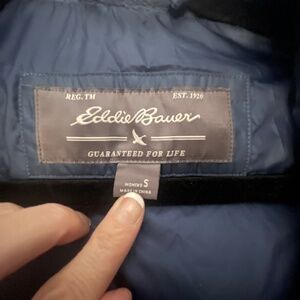 REG. TM EST. 1920
Eddie Bauer
GUARANTEED FOR LIFE
WOMEN'S S
MADE IN CHINA